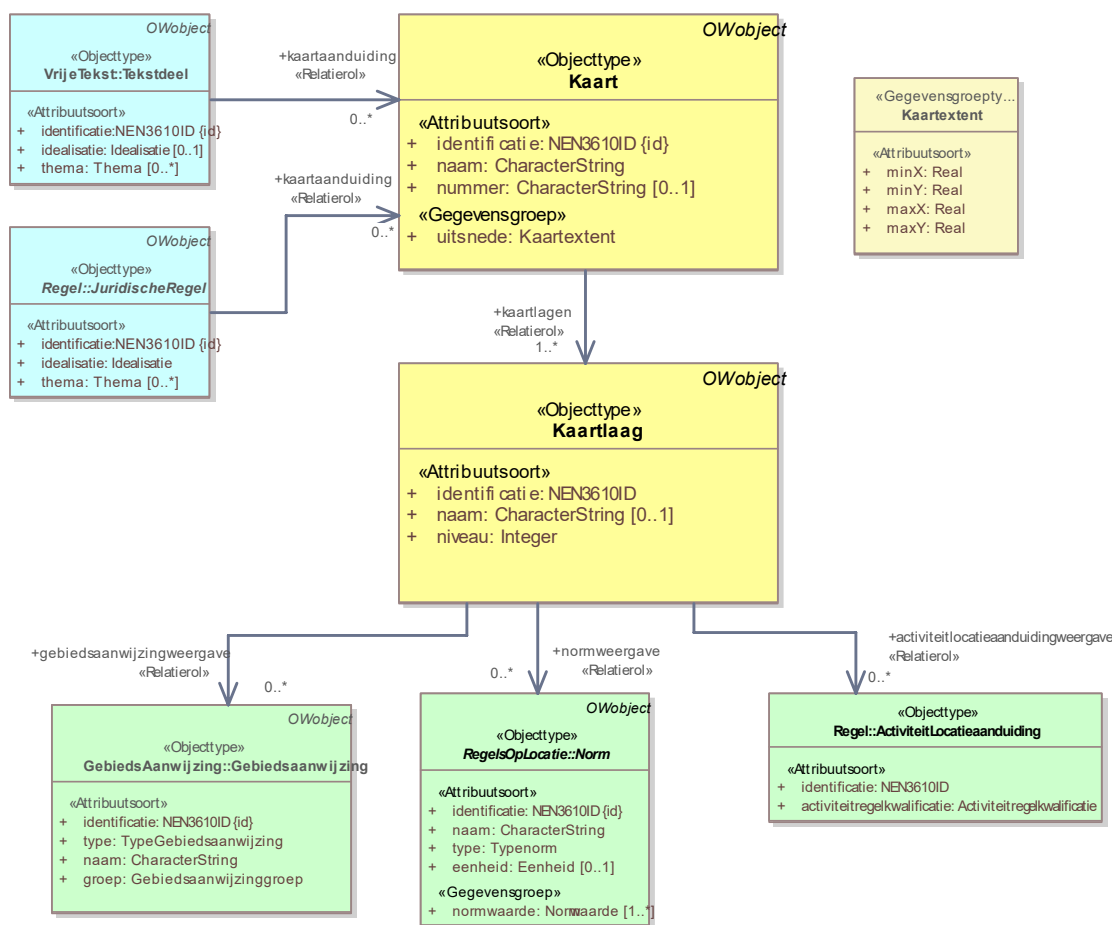 OWobject
«Objecttype»
VrijeTekst::Tekstdeel
«Attribuutsoort»
+ identificatie:NEN3610ID {id}
+ idealisatie: Idealisatie [0..1]
+ thema: Thema [0..*]
+kaartaanduiding
«Relatierol»
0..*
OWobject
«Objecttype»
Kaart
«Attribuutsoort»
+ identificatie: NEN3610ID {id}
+ naam: CharacterString
+ nummer: CharacterString [0..1]
«Gegevensgroep»
+ uitsnede: Kaartextent
«Gegevensgroepty...
Kaartextent
«Attribuutsoort»
+ minX: Real
+ minY: Real
+ maxX: Real
+ maxY: Real
+kaartaanduiding
«Relatierol»
0..*
OWobject
«Objecttype»
Regel::JuridischeRegel
«Attribuutsoort»
+ identificatie:NEN3610ID {id}
+ idealisatie: Idealisatie
+ thema: Thema [0..*]
+kaartlagen
«Relatierol»
1..*
OWobject
«Objecttype»
Kaartlaag
«Attribuutsoort»
+ identificatie: NEN3610ID
+ naam: CharacterString [0..1]
+ niveau: Integer
+gebiedsaanwijzingweergave
«Relatierol»
0..*
+normweergave
«Relatierol»
0..*
+activiteitlocatieaanduidingweergave
«Relatierol»
0..*
OWobject
«Objecttype»
GebiedsAanwijzing::Gebiedsaanwijzing
«Attribuutsoort»
+ identificatie: NEN3610ID {id}
+ type: TypeGebiedsaanwijzing
+ naam: CharacterString
+ groep: Gebiedsaanwijzinggroep
OWobject
«Objecttype»
RegelsOpLocatie::Norm
«Attribuutsoort»
+ identificatie: NEN3610ID {id}
+ naam: CharacterString
+ type: Typenorm
+ eenheid: Eenheid [0..1]
«Gegevensgroep»
+ normwaarde: Normwaarde [1..*]
«Objecttype»
Regel::ActiviteitLocatieaanduiding
«Attribuutsoort»
+ identificatie: NEN3610ID
+ activiteitregelkwalificatie: Activiteitregelkwalificatie